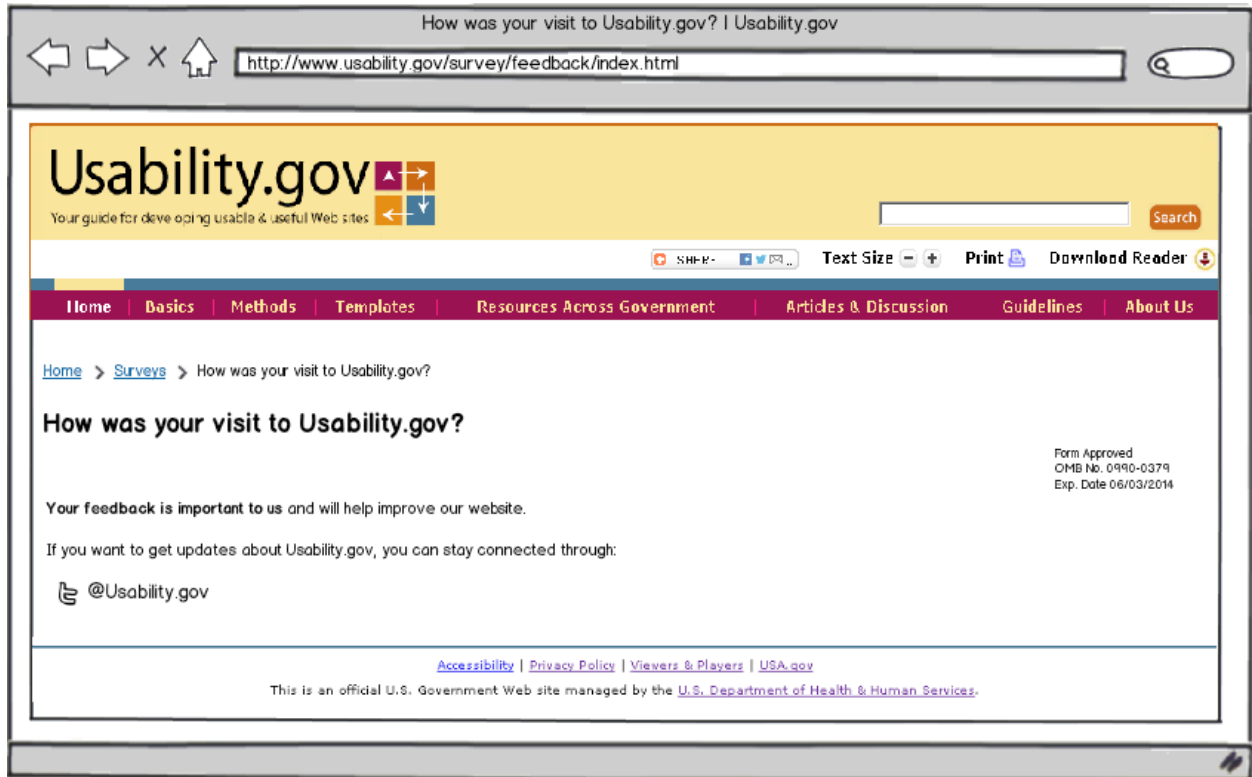 How was your visit to Usability.gov? | Usability.gov
http://www.usability.gov/survey/feedback/index.html
Usability.gov
Your guide for developing usable & useful Web sites
Search
Text Size - +
Print
Download Reader
Home | Basics | Methods | Templates | Resources Across Government | Articles & Discussion | Guidelines | About Us
Home > Surveys > How was your visit to Usability.gov?
How was your visit to Usability.gov?
Form Approved
OMB No. 0990-0379
Exp. Date 06/03/2014
Your feedback is important to us and will help improve our website.
If you want to get updates about Usability.gov, you can stay connected through:
@Usability.gov
Accessibility | Privacy Policy | Viewers & Players | USA.gov
This is an official U.S. Government Web site managed by the U.S. Department of Health & Human Services.